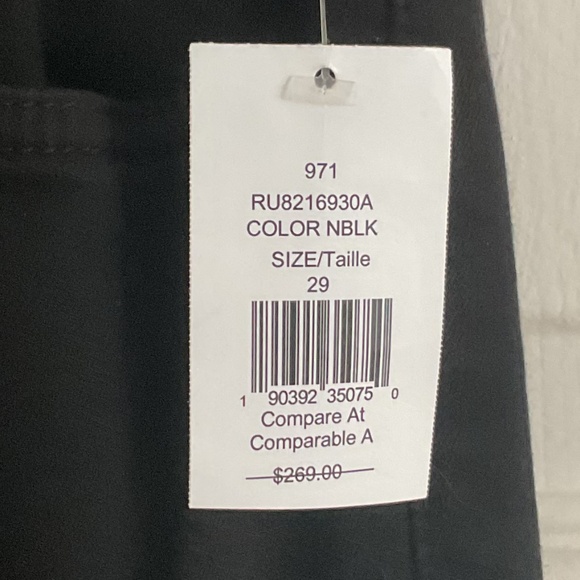 971
RU8216930A
COLOR NBLK
SIZE/Taille
29
1 90392 35075 0
Compare At
Comparable A
$269.00